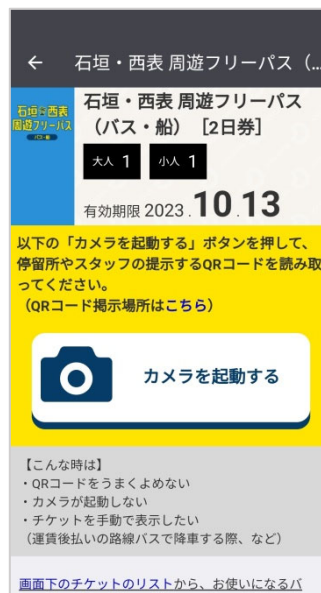 ← 石垣・西表 周遊フリーパス（...
石垣西表
周遊フリーパス
バス・船
石垣・西表 周遊フリーパス
（バス・船）［2日券］
大人 1 小人 1
有効期限 2023.10.13
以下の「カメラを起動する」ボタンを押して、
停留所やスタッフの提示するQRコードを読み取
ってください。
（QRコード掲示場所はこちら）
カメラを起動する
【こんな時は】
・QRコードをうまくよめない
・カメラが起動しない
・チケットを手動で表示したい
（運賃後払いの路線バスで降車する際、など）
画面下のチケットのリストから、お使いになるバ